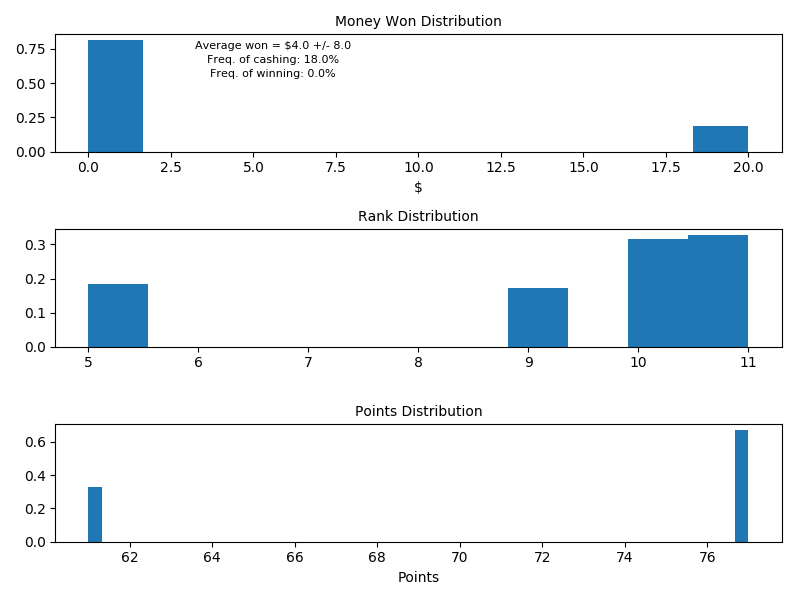 Money Won Distribution
Average won = $4.0 +/- 8.0
Freq. of cashing: 18.0%
Freq. of winning: 0.0%
0.75
0.50
0.25
0.00
0.0 2.5 5.0 7.5 10.0 12.5 15.0 17.5 20.0
$
Rank Distribution
0.3
0.2
0.1
0.0
5 6 7 8 9 10 11
Points Distribution
0.6
0.4
0.2
0.0
62 64 66 68 70 72 74 76
Points